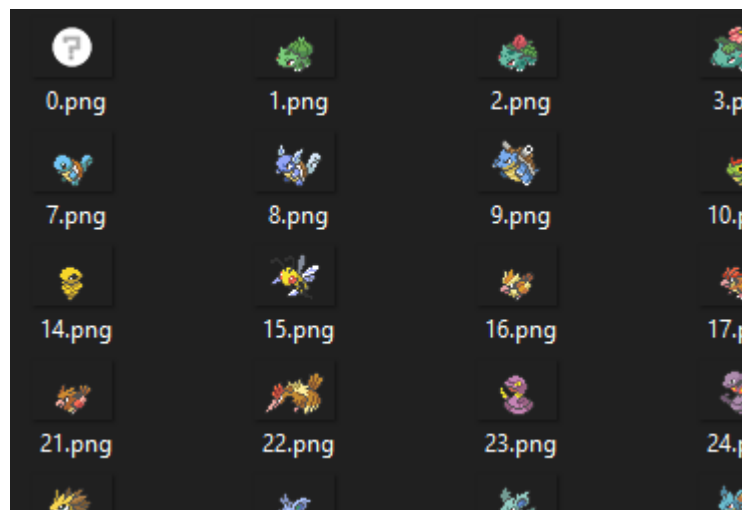 0.png 1.png 2.png 3.p
7.png 8.png 9.png 10.p
14.png 15.png 16.png 17.p
21.png 22.png 23.png 24.p